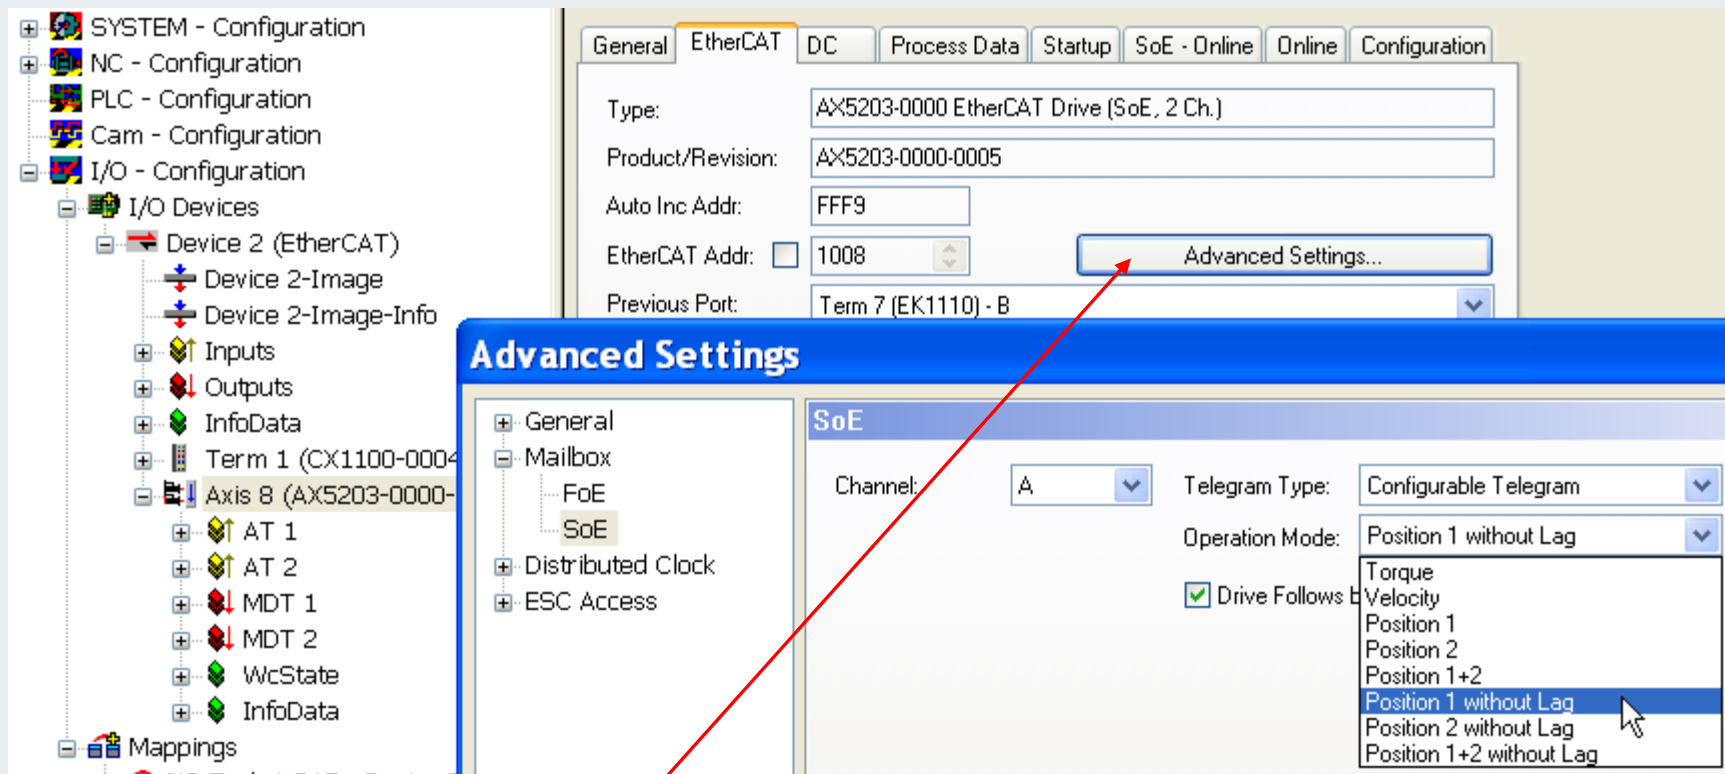 SYSTEM - Configuration
NC - Configuration
PLC - Configuration
Cam - Configuration
I/O - Configuration
I/O Devices
Device 2 (EtherCAT)
Device 2-Image
Device 2-Image-Info
Inputs
Outputs
InfoData
Term 1 (CX1100-0004
Axis 8 (AX5203-0000-
AT 1
AT 2
MDT 1
MDT 2
WcState
InfoData
Mappings
General EtherCAT DC Process Data Startup SoE - Online Online Configuration
Type: AX5203-0000 EtherCAT Drive (SoE, 2 Ch.)
Product/Revision: AX5203-0000-0005
Auto Inc Addr: FFF9
EtherCAT Addr: 1008 Advanced Settings...
Previous Port: Term 7 (EK1110) - B
Advanced Settings
General
Mailbox
FoE
SoE
Distributed Clock
ESC Access
SoE
Channel: A Telegram Type: Configurable Telegram
Operation Mode: Position 1 without Lag
Drive Follows
Torque
Velocity
Position 1
Position 2
Position 1+2
Position 1 without Lag
Position 2 without Lag
Position 1+2 without Lag